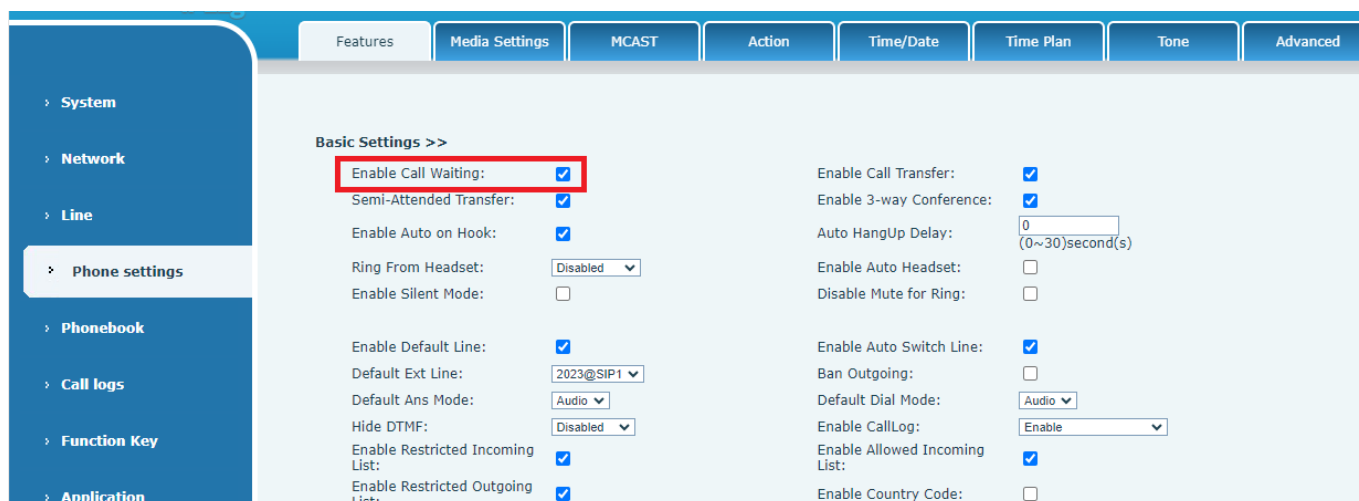 Features Media Settings MCAST Action Time/Date Time Plan Tone Advanced
› System
› Network
› Line
› Phone settings
› Phonebook
› Call logs
› Function Key
› Application
Basic Settings >>
Enable Call Waiting: Enable Call Transfer:
Semi-Attended Transfer: Enable 3-way Conference:
Enable Auto on Hook: Auto HangUp Delay: 0
(0~30)second(s)
Ring From Headset: Disabled Enable Auto Headset:
Enable Silent Mode: Disable Mute for Ring:
Enable Default Line: Enable Auto Switch Line:
Default Ext Line: 2023@SIP1 Ban Outgoing:
Default Ans Mode: Audio Default Dial Mode: Audio
Hide DTMF: Disabled Enable CallLog: Enable
Enable Restricted Incoming Enable Allowed Incoming
List: List:
Enable Restricted Outgoing Enable Country Code:
List: